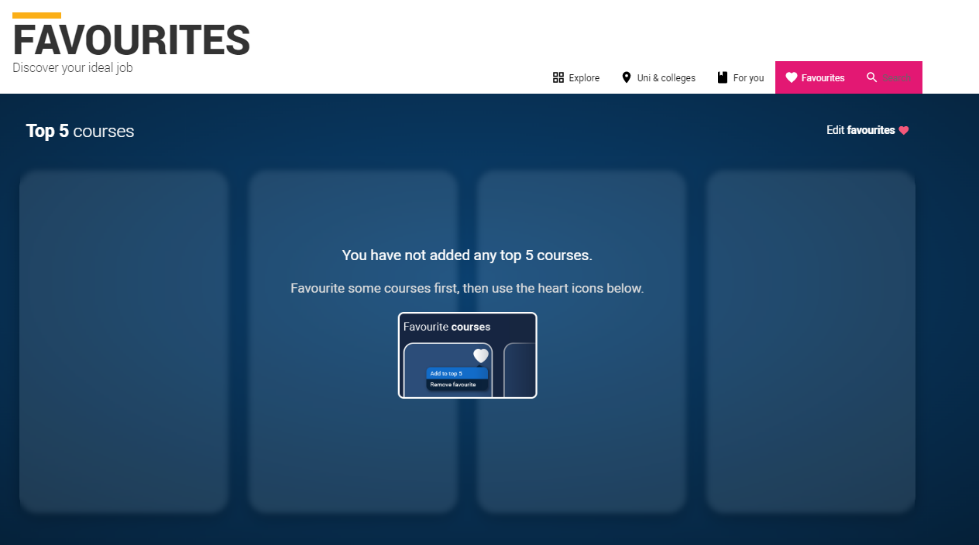 FAVOURITES
Discover your ideal job
Explore
Uni & colleges
For you
Favourites
Search
Top 5 courses
Edit favourites
You have not added any top 5 courses.
Favourite some courses first, then use the heart icons below.
Favourite courses
Add to top 5
Remove favourite